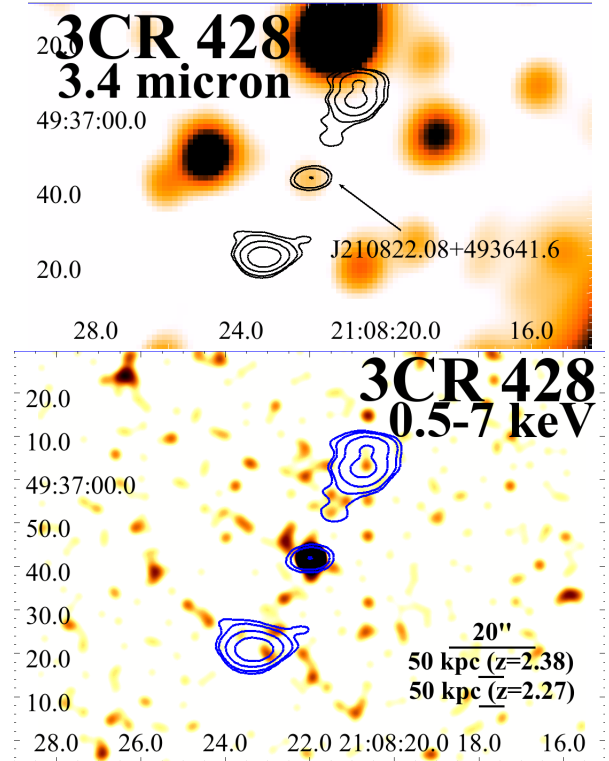 20.0
3CR 428
3.4 micron
49:37:00.0
40.0
J210822.08+493641.6
20.0
28.0 24.0 21:08:20.0 16.0
3CR 428
0.5-7 keV
20.0
10.0
49:37:00.0
50.0
40.0
30.0
20"
20.0
50 kpc (z=2.38)
50 kpc (z=2.27)
10.0
28.0 26.0 24.0 22.0 21:08:20.0 18.0 16.0